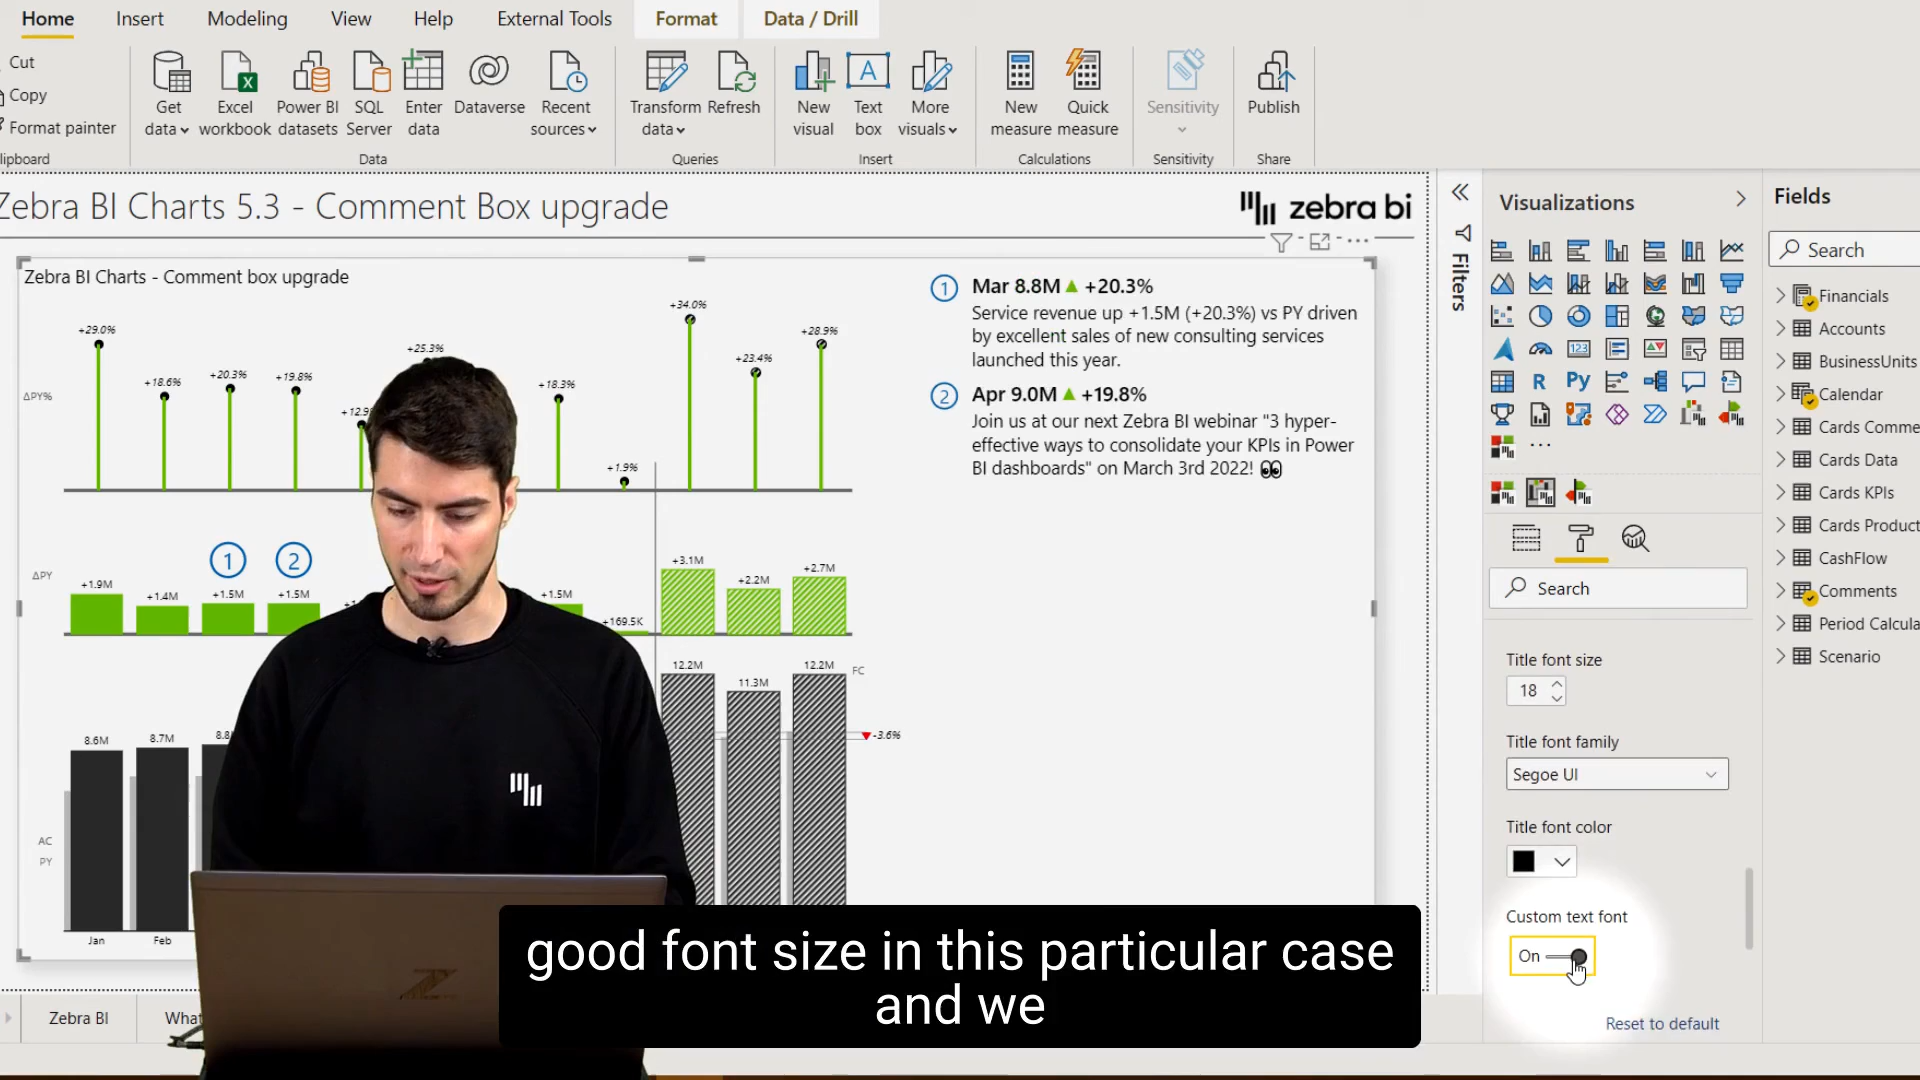 Home Insert Modeling View Help External Tools Format Data / Drill
Cut
Copy
Format painter
lipboard
Get data
Excel workbook
Power BI datasets
SQL Server
Enter data
Dataverse
Recent sources
Data
Transform data
Refresh
Queries
New visual
Text box
More visuals
Insert
New measure
Quick measure
Calculations
Sensitivity
Sensitivity
Publish
Share
Zebra BI Charts 5.3 - Comment Box upgrade
zebra bi
Zebra BI Charts - Comment box upgrade
ΔPY%
+29.0%
+18.6%
+20.3%
+19.8%
+12.9
+25.3%
+18.3%
+1.9%
+34.0%
+23.4%
+28.9%
1 Mar 8.8M ▲ +20.3%
Service revenue up +1.5M (+20.3%) vs PY driven
by excellent sales of new consulting services
launched this year.
2 Apr 9.0M ▲ +19.8%
Join us at our next Zebra BI webinar "3 hyper-
effective ways to consolidate your KPIs in Power
BI dashboards" on March 3rd 2022! 👀
1 2
ΔPY
+1.9M
+1.4M
+1.5M
+1.5M
+1.5M
+169.5K
+3.1M
+2.2M
+2.7M
8.6M
8.7M
8.8
12.2M
11.3M
12.2M
FC
-3.6%
AC
PY
Jan
Feb
Zebra BI
What
Filters
Visualizations
R Py
123
Search
Title font size
18
Title font family
Segoe UI
Title font color
Custom text font
On
Reset to default
Fields
Search
Financials
Accounts
BusinessUnits
Calendar
Cards Comme
Cards Data
Cards KPIs
Cards Product
CashFlow
Comments
Period Calcula
Scenario
good font size in this particular case
and we